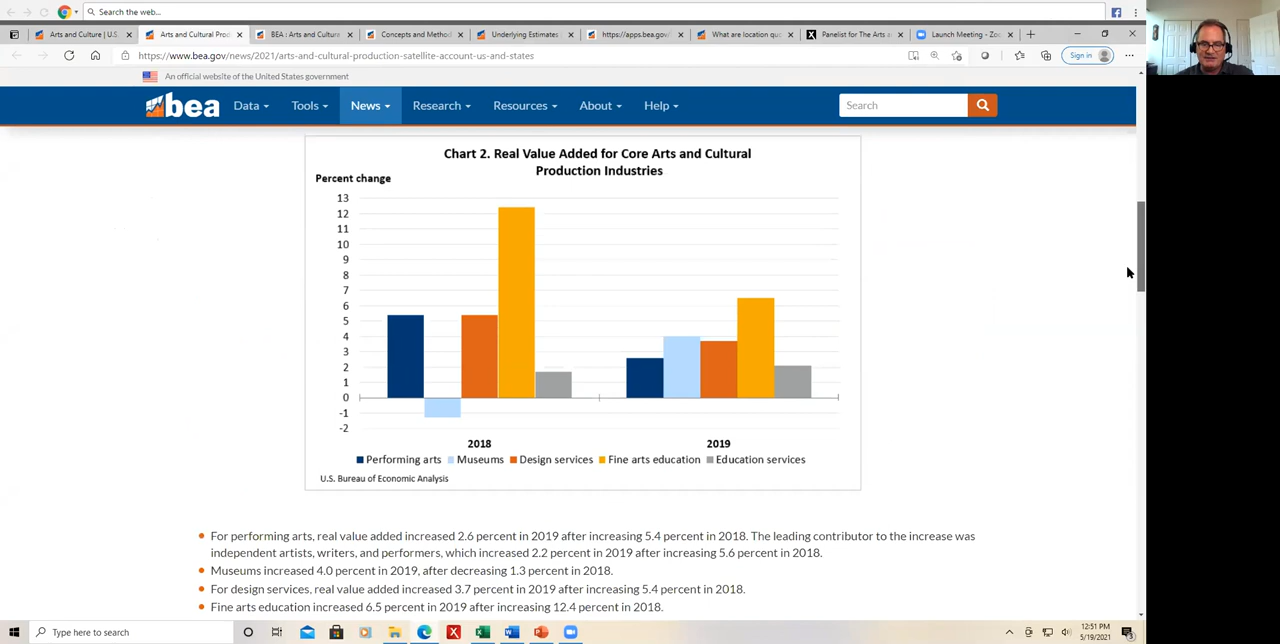 Search the web...
Arts and Culture | U.S
Arts and Cultural Prod
BEA : Arts and Cultura
Concepts and Method
Underlying Estimates
https://apps.bea.gov/
What are location quo
Panelist for The Arts a
Launch Meeting - Zoo
https://www.bea.gov/news/2021/arts-and-cultural-production-satellite-account-us-and-states
Sign in
An official website of the United States government
bea
Data
Tools
News
Research
Resources
About
Help
Search
Chart 2. Real Value Added for Core Arts and Cultural
Production Industries
Percent change
13
12
11
10
9
8
7
6
5
4
3
2
1
0
-1
-2
2018
2019
Performing arts
Museums
Design services
Fine arts education
Education services
U.S. Bureau of Economic Analysis
For performing arts, real value added increased 2.6 percent in 2019 after increasing 5.4 percent in 2018. The leading contributor to the increase was
independent artists, writers, and performers, which increased 2.2 percent in 2019 after increasing 5.6 percent in 2018.
Museums increased 4.0 percent in 2019, after decreasing 1.3 percent in 2018.
For design services, real value added increased 3.7 percent in 2019 after increasing 5.4 percent in 2018.
Fine arts education increased 6.5 percent in 2019 after increasing 12.4 percent in 2018.
Type here to search
12:51 PM
5/19/2021